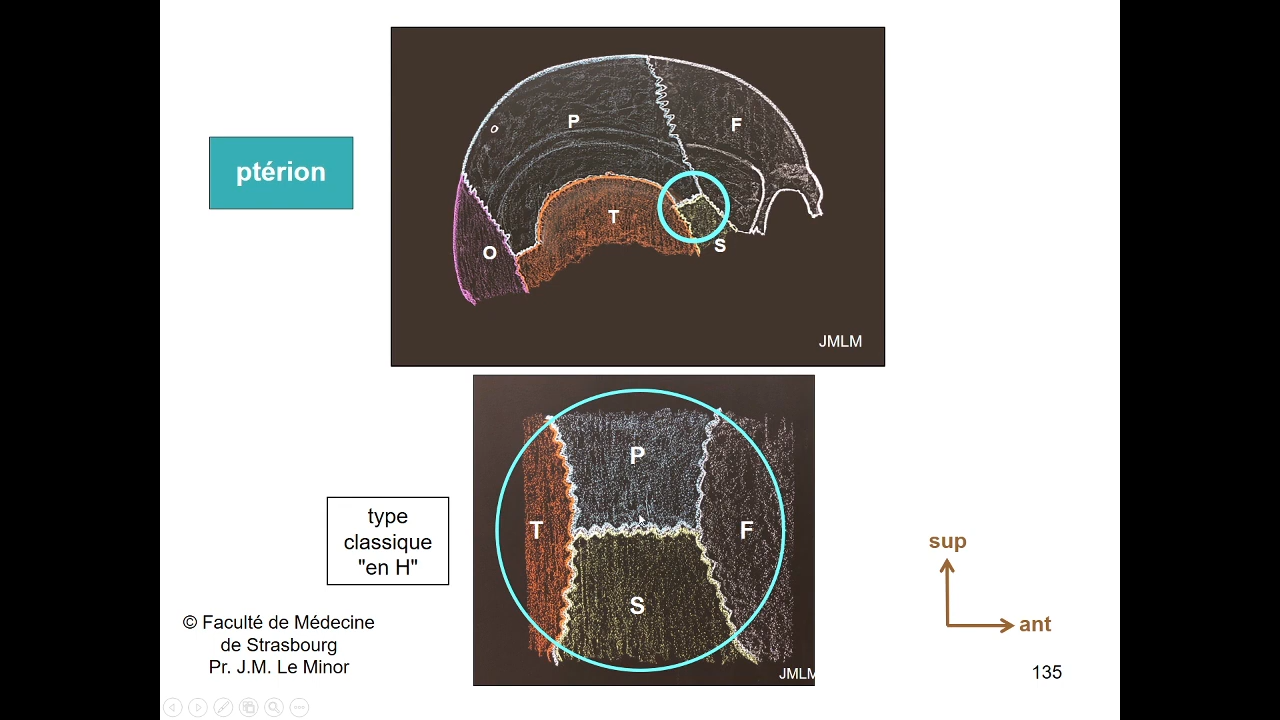 P
F
ptérion
T
O
S
JMLM
P
type
classique
"en H"
T
F
sup
S
ant
© Faculté de Médecine
de Strasbourg
Pr. J.M. Le Minor
JMLM
135